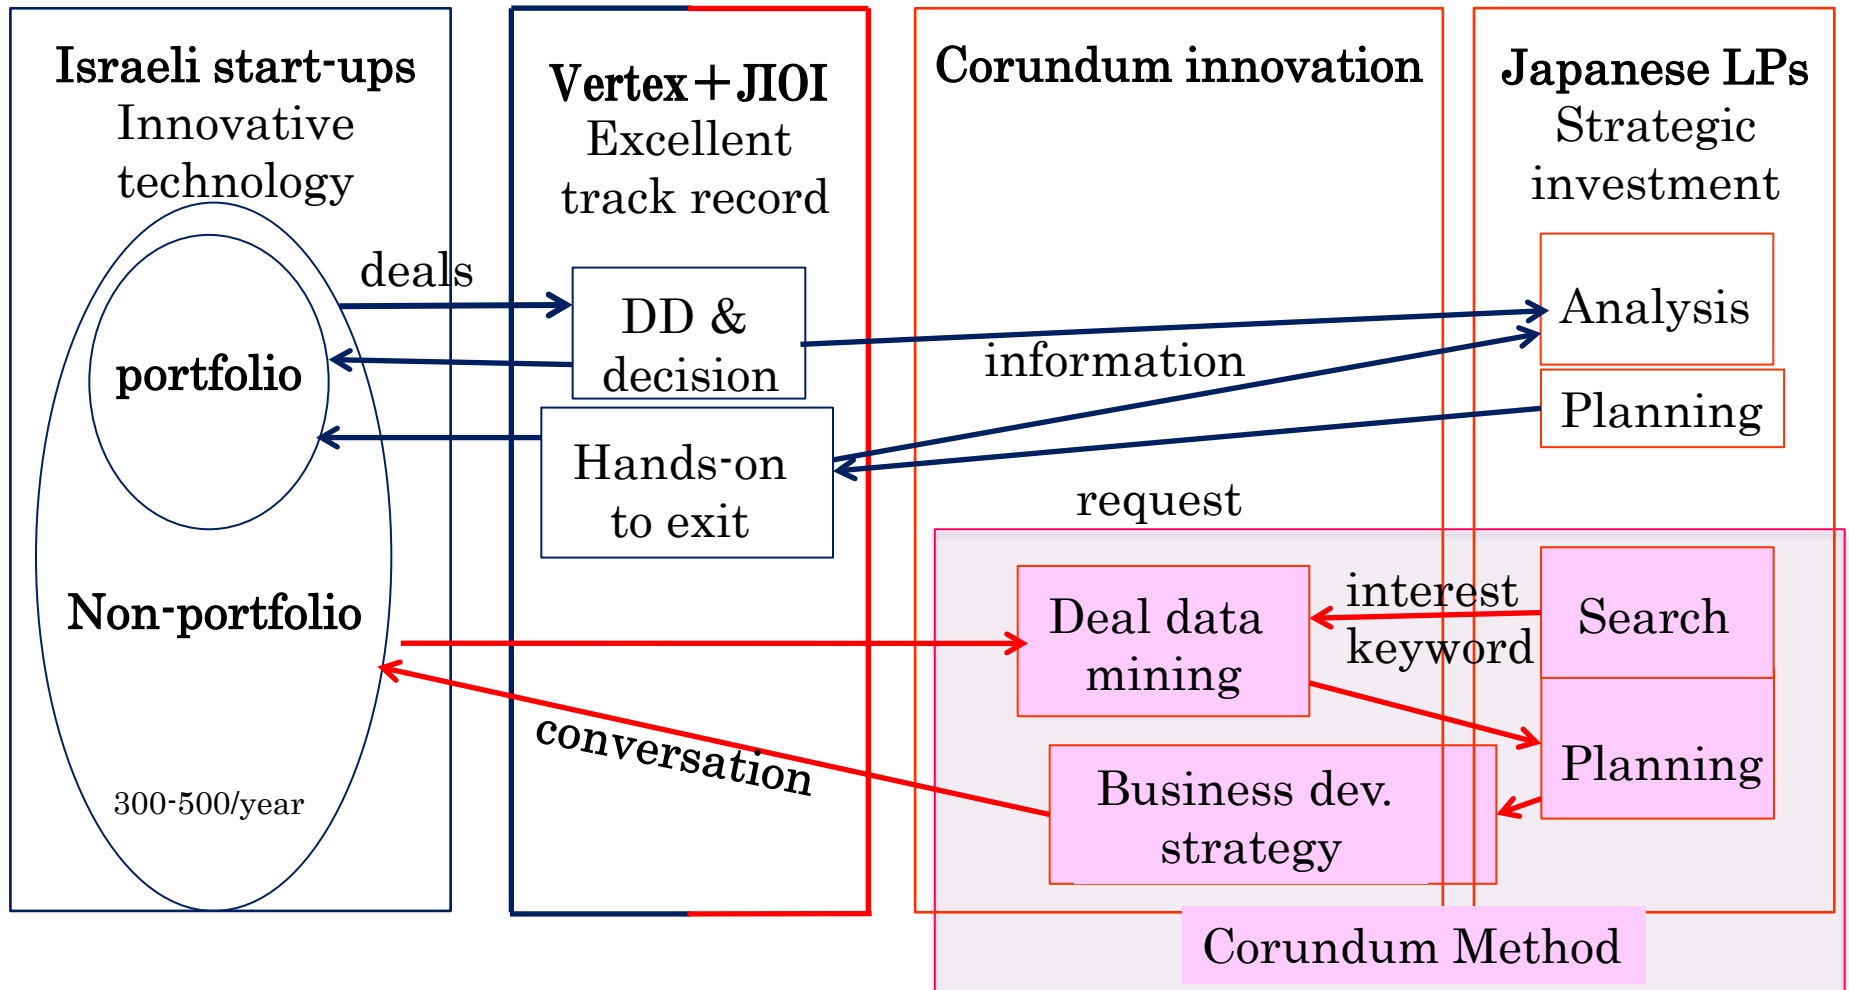 Israeli start-ups
Innovative
technology
portfolio
Non-portfolio
300-500/year
deals
Vertex＋JIOI
Excellent
track record
DD &
decision
Hands-on
to exit
conversation
Corundum innovation
information
request
Deal data
mining
Business dev.
strategy
interest
keyword
Japanese LPs
Strategic
investment
Analysis
Planning
Search
Planning
Corundum Method